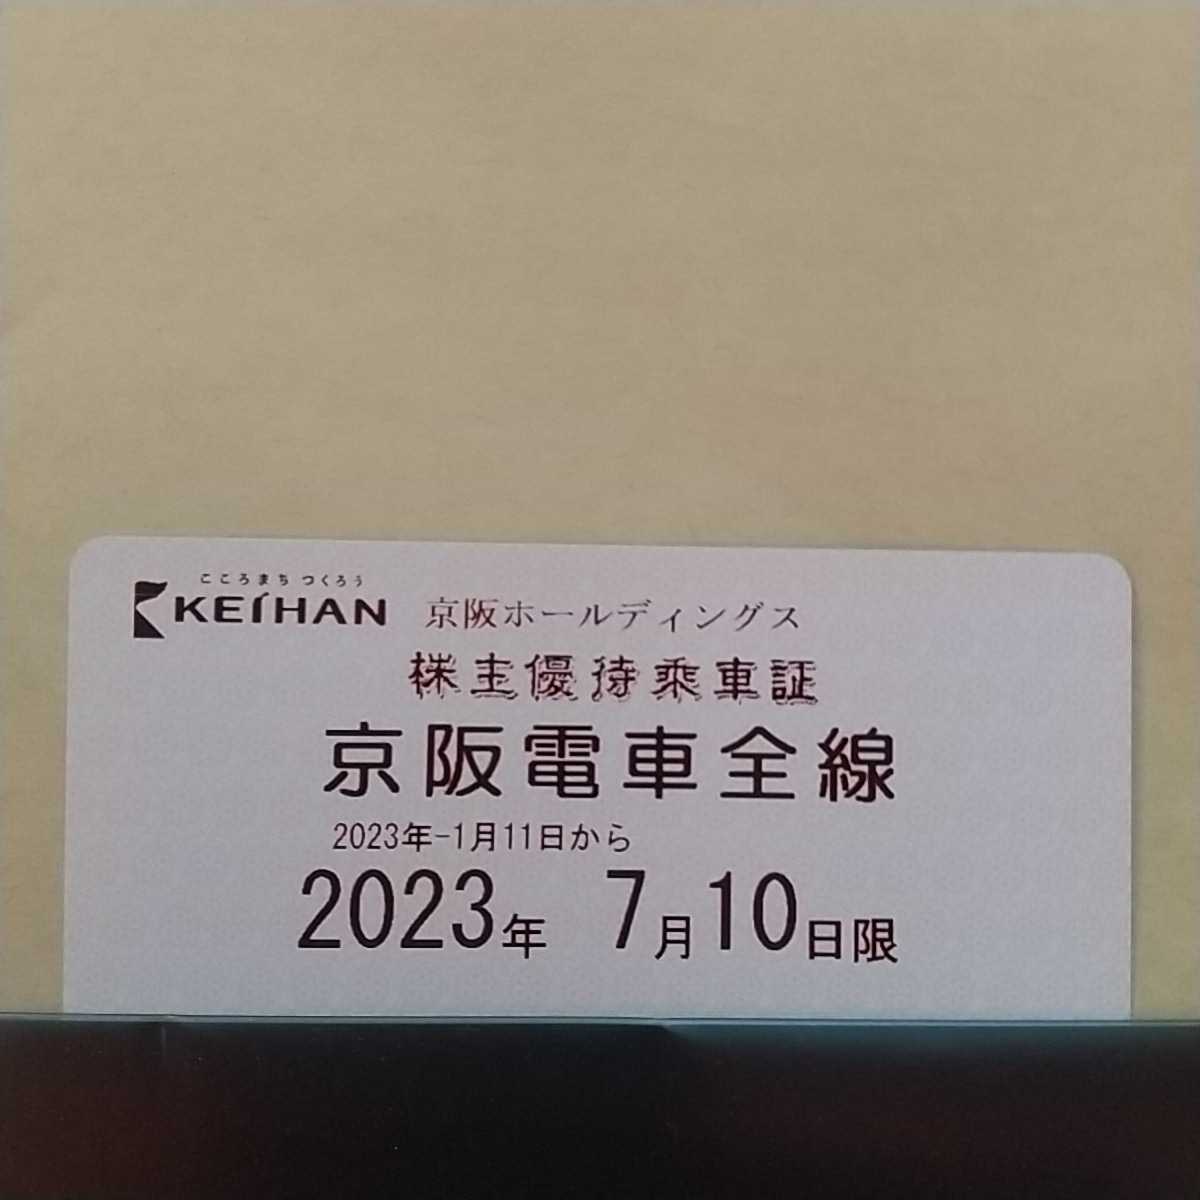 こころまち つくろう
KEIHAN 京阪ホールディングス
株主優待乗車証
京阪電車全線
2023年-1月11日から
2023年 7月10日限